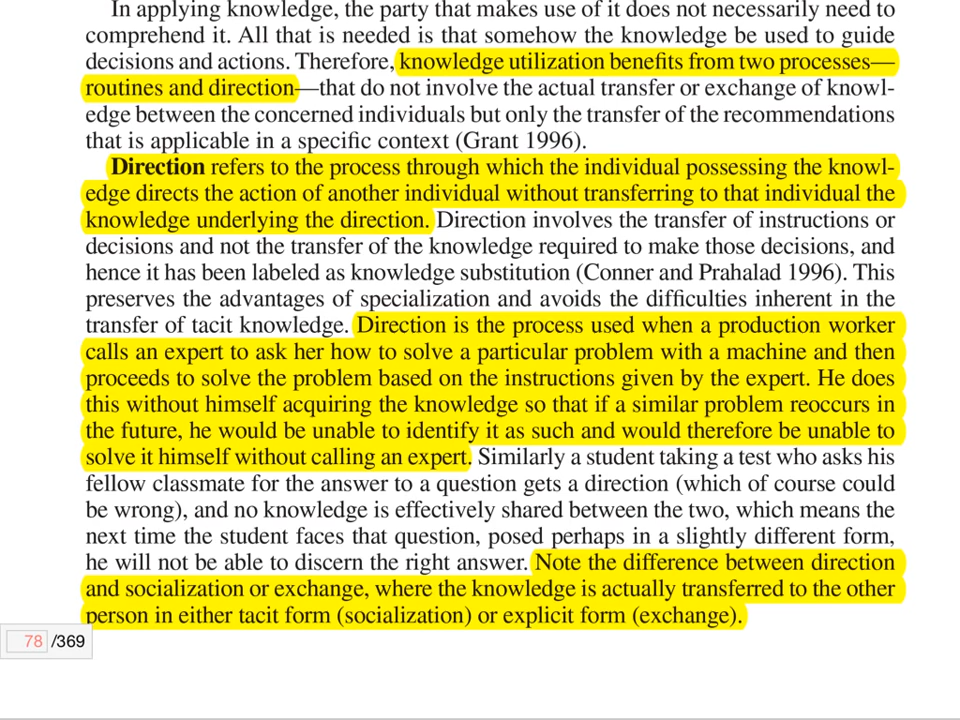 In applying knowledge, the party that makes use of it does not necessarily need to
comprehend it. All that is needed is that somehow the knowledge be used to guide
decisions and actions. Therefore, knowledge utilization benefits from two processes—
routines and direction—that do not involve the actual transfer or exchange of knowl-
edge between the concerned individuals but only the transfer of the recommendations
that is applicable in a specific context (Grant 1996).
Direction refers to the process through which the individual possessing the knowl-
edge directs the action of another individual without transferring to that individual the
knowledge underlying the direction. Direction involves the transfer of instructions or
decisions and not the transfer of the knowledge required to make those decisions, and
hence it has been labeled as knowledge substitution (Conner and Prahalad 1996). This
preserves the advantages of specialization and avoids the difficulties inherent in the
transfer of tacit knowledge. Direction is the process used when a production worker
calls an expert to ask her how to solve a particular problem with a machine and then
proceeds to solve the problem based on the instructions given by the expert. He does
this without himself acquiring the knowledge so that if a similar problem reoccurs in
the future, he would be unable to identify it as such and would therefore be unable to
solve it himself without calling an expert. Similarly a student taking a test who asks his
fellow classmate for the answer to a question gets a direction (which of course could
be wrong), and no knowledge is effectively shared between the two, which means the
next time the student faces that question, posed perhaps in a slightly different form,
he will not be able to discern the right answer. Note the difference between direction
and socialization or exchange, where the knowledge is actually transferred to the other
person in either tacit form (socialization) or explicit form (exchange).
78 /369